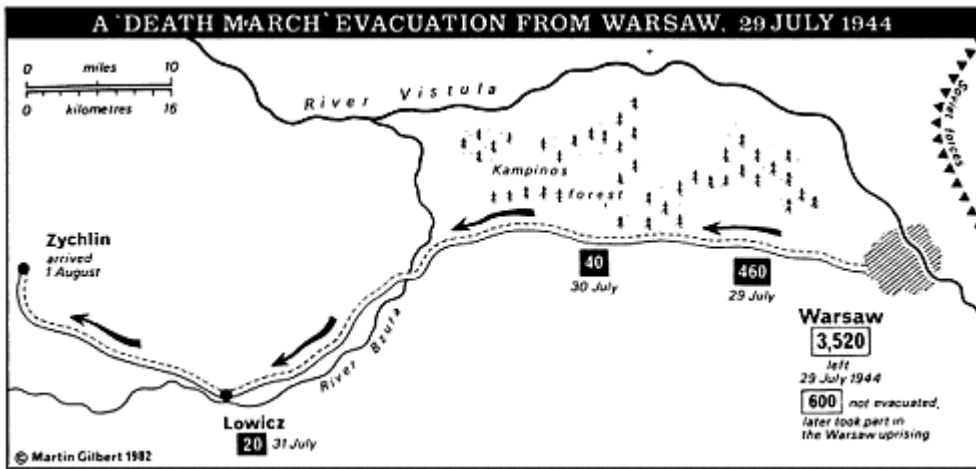 A 'DEATH MARCH' EVACUATION FROM WARSAW, 29 JULY 1944
0 miles 10
0 kilometres 16
River Vistula
Soviet forces
Kampinos
forest
Zychlin
arrived
1 August
40
30 July
460
29 July
River Bzura
Warsaw
3,520
left
29 July 1944
600 not evacuated,
later took part in
the Warsaw uprising
Lowicz
20 31 July
© Martin Gilbert 1982